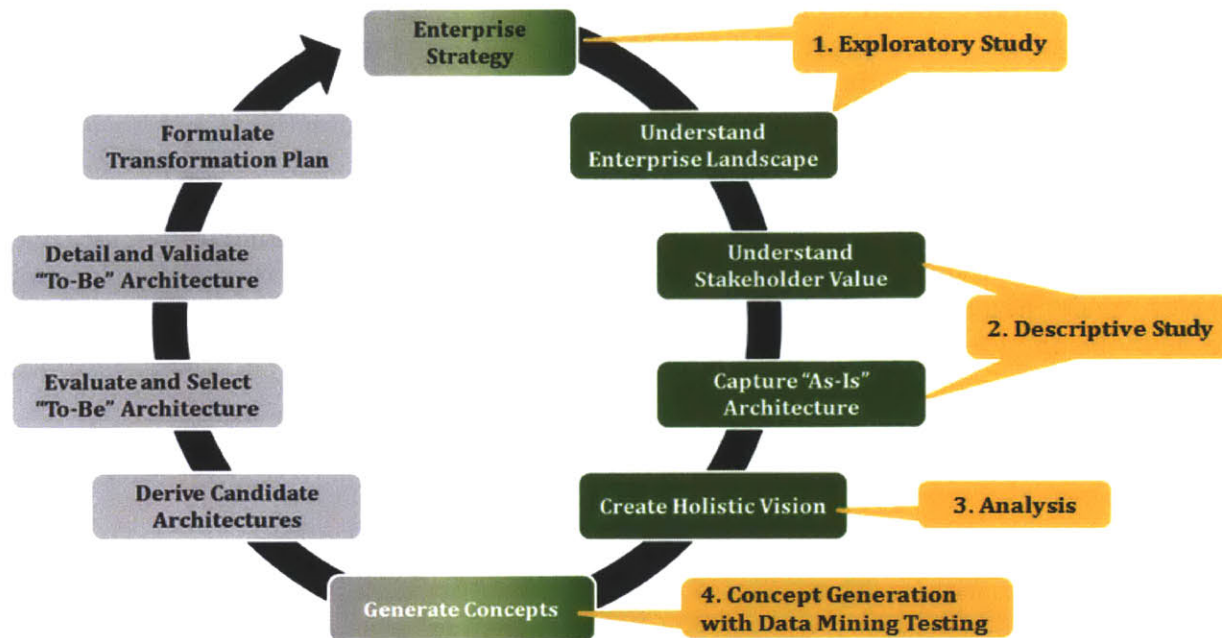 Enterprise
Strategy
1. Exploratory Study
Understand
Enterprise Landscape
Understand
Stakeholder Value
2. Descriptive Study
Capture “As-Is”
Architecture
Create Holistic Vision
3. Analysis
Generate Concepts
4. Concept Generation
with Data Mining Testing
Derive Candidate
Architectures
Evaluate and Select
“To-Be” Architecture
Detail and Validate
“To-Be” Architecture
Formulate
Transformation Plan